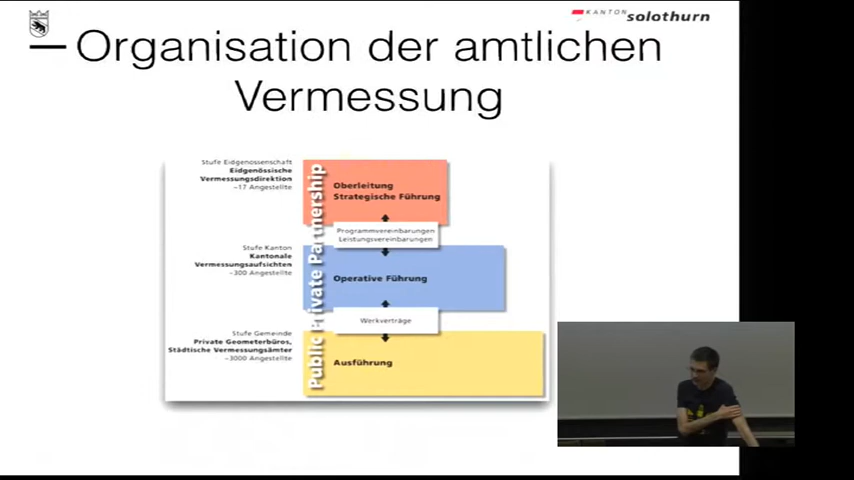 KANTON solothurn
Organisation der amtlichen
Vermessung
Stufe Eidgenossenschaft
Eidgenössische
Vermessungsdirektion
~17 Angestellte
Oberleitung
Strategische Führung
Programmvereinbarungen
Leistungsvereinbarungen
Stufe Kanton
Kantonale
Vermessungsaufsichten
~300 Angestellte
Operative Führung
Werkverträge
Stufe Gemeinde
Private Geometerbüros,
Städtische Vermessungsämter
~3000 Angestellte
Ausführung
Public Private Partnership